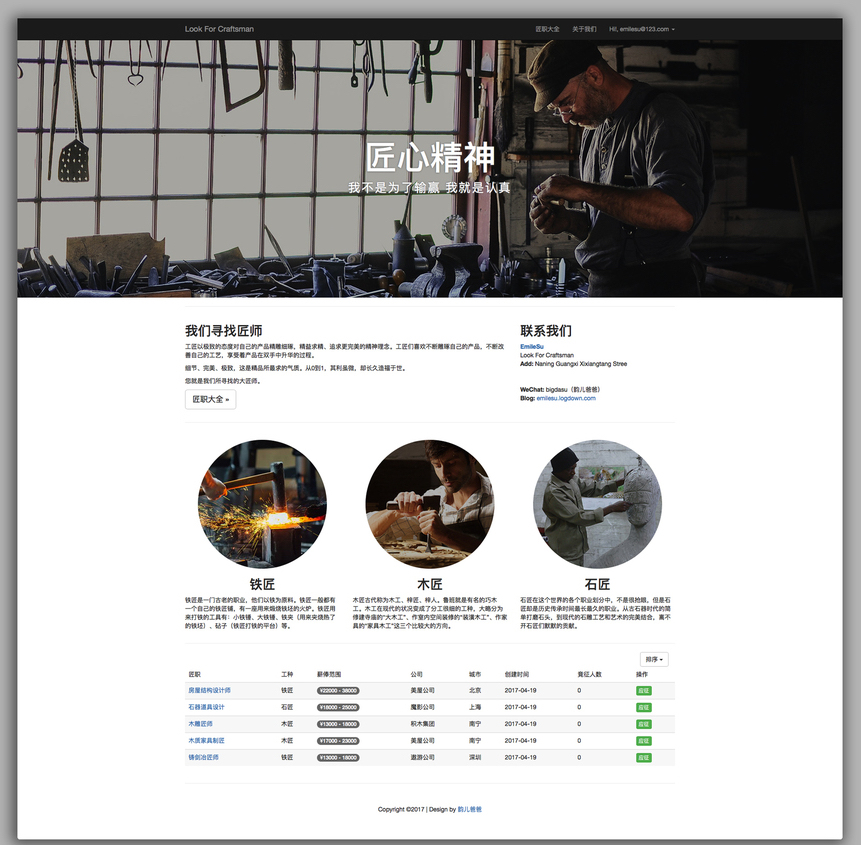 Look For Craftsman 匠职大全 关于我们 Hi!, emilesu@123.com
匠心精神
我不是为了输赢 我就是认真
我们寻找匠师
工匠以极致的态度对自己的产品精雕细琢，精益求精、追求更完美的精神理念。工匠们喜欢不断雕琢自己的产品，不断改
善自己的工艺，享受着产品在双手中升华的过程。
细节、完美、极致，这是精品所最求的气质。从0到1，其利虽微，却长久造福于世。
您就是我们所寻找的大匠师。
匠职大全 »
联系我们
EmileSu
Look For Craftsman
Add: Naning Guangxi Xixiangtang Stree
WeChat: bigdasu（韵儿爸爸）
Blog: emilesu.logdown.com
铁匠
铁匠是一门古老的职业，他们以铁为原料。铁匠一般都有
一个自己的铁匠铺，有一座用来煅烧铁坯的火炉。铁匠用
来打铁的工具有：小铁锤、大铁锤、铁夹（用来夹烧热了
的铁坯）、砧子（铁匠打铁的平台）等。
木匠
木匠古代称为木工、梓匠、梓人。鲁班就是有名的巧木
工。木工在现代的状况变成了分工很细的工种，大略分为
修建寺庙的"大木工"、作室内空间装修的"装潢木工"、作家
具的"家具木工"这三个比较大的方向。
石匠
石匠在这个世界的各个职业划分中，不是很抢眼，但是石
匠却是历史传承时间最长最久的职业。从古石器时代的简
单打磨石头，到现代的石雕工艺和艺术的完美结合，离不
开石匠们默默的贡献。
排序
匠职 工种 薪俸范围 公司 城市 创建时间 竞征人数 操作
房屋结构设计师 铁匠 ¥22000 - 38000 美屋公司 北京 2017-04-19 0 应征
石器道具设计 石匠 ¥18000 - 25000 魔影公司 上海 2017-04-19 0 应征
木雕匠师 木匠 ¥13000 - 18000 积木集团 南宁 2017-04-19 0 应征
木质家具制匠 木匠 ¥17000 - 23000 美屋公司 南宁 2017-04-19 0 应征
铸剑冶匠师 铁匠 ¥13000 - 18000 遨游公司 深圳 2017-04-19 0 应征
Copyright ©2017 | Design by 韵儿爸爸